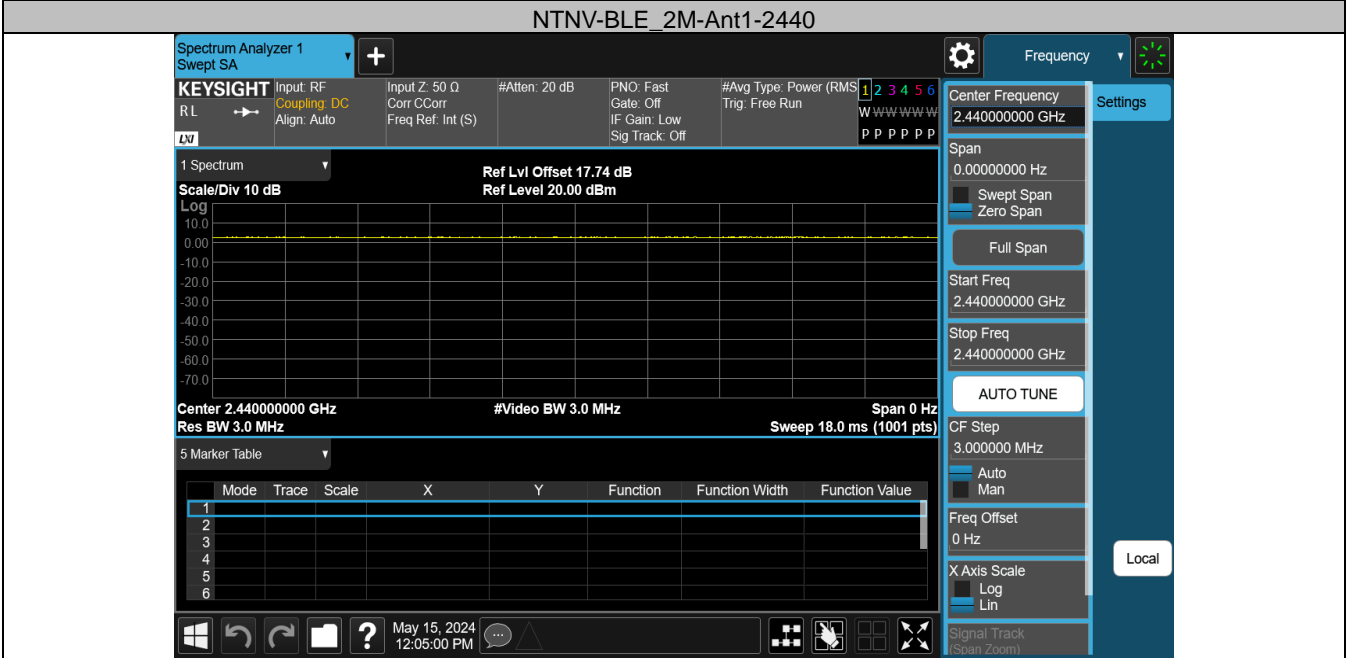 NTNV-BLE_2M-Ant1-2440
Spectrum Analyzer 1
Swept SA
+
Frequency
KEYSIGHT
RL
LXI
Input: RF
Coupling: DC
Align: Auto
Input Z: 50 Ω
Corr CCorr
Freq Ref: Int (S)
#Atten: 20 dB
PNO: Fast
Gate: Off
IF Gain: Low
Sig Track: Off
#Avg Type: Power (RMS
Trig: Free Run
1 2 3 4 5 6
W W W W W W
P P P P P P
1 Spectrum
Scale/Div 10 dB
Ref Lvl Offset 17.74 dB
Ref Level 20.00 dBm
Log
10.0
0.00
-10.0
-20.0
-30.0
-40.0
-50.0
-60.0
-70.0
Center 2.440000000 GHz
#Video BW 3.0 MHz
Span 0 Hz
Res BW 3.0 MHz
Sweep 18.0 ms (1001 pts)
5 Marker Table
Mode Trace Scale X Y Function Function Width Function Value
1
2
3
4
5
6
?
May 15, 2024
12:05:00 PM
Center Frequency
2.440000000 GHz
Settings
Span
0.00000000 Hz
Swept Span
Zero Span
Full Span
Start Freq
2.440000000 GHz
Stop Freq
2.440000000 GHz
AUTO TUNE
CF Step
3.000000 MHz
Auto
Man
Freq Offset
0 Hz
X Axis Scale
Log
Lin
Signal Track
(Span Zoom)
Local